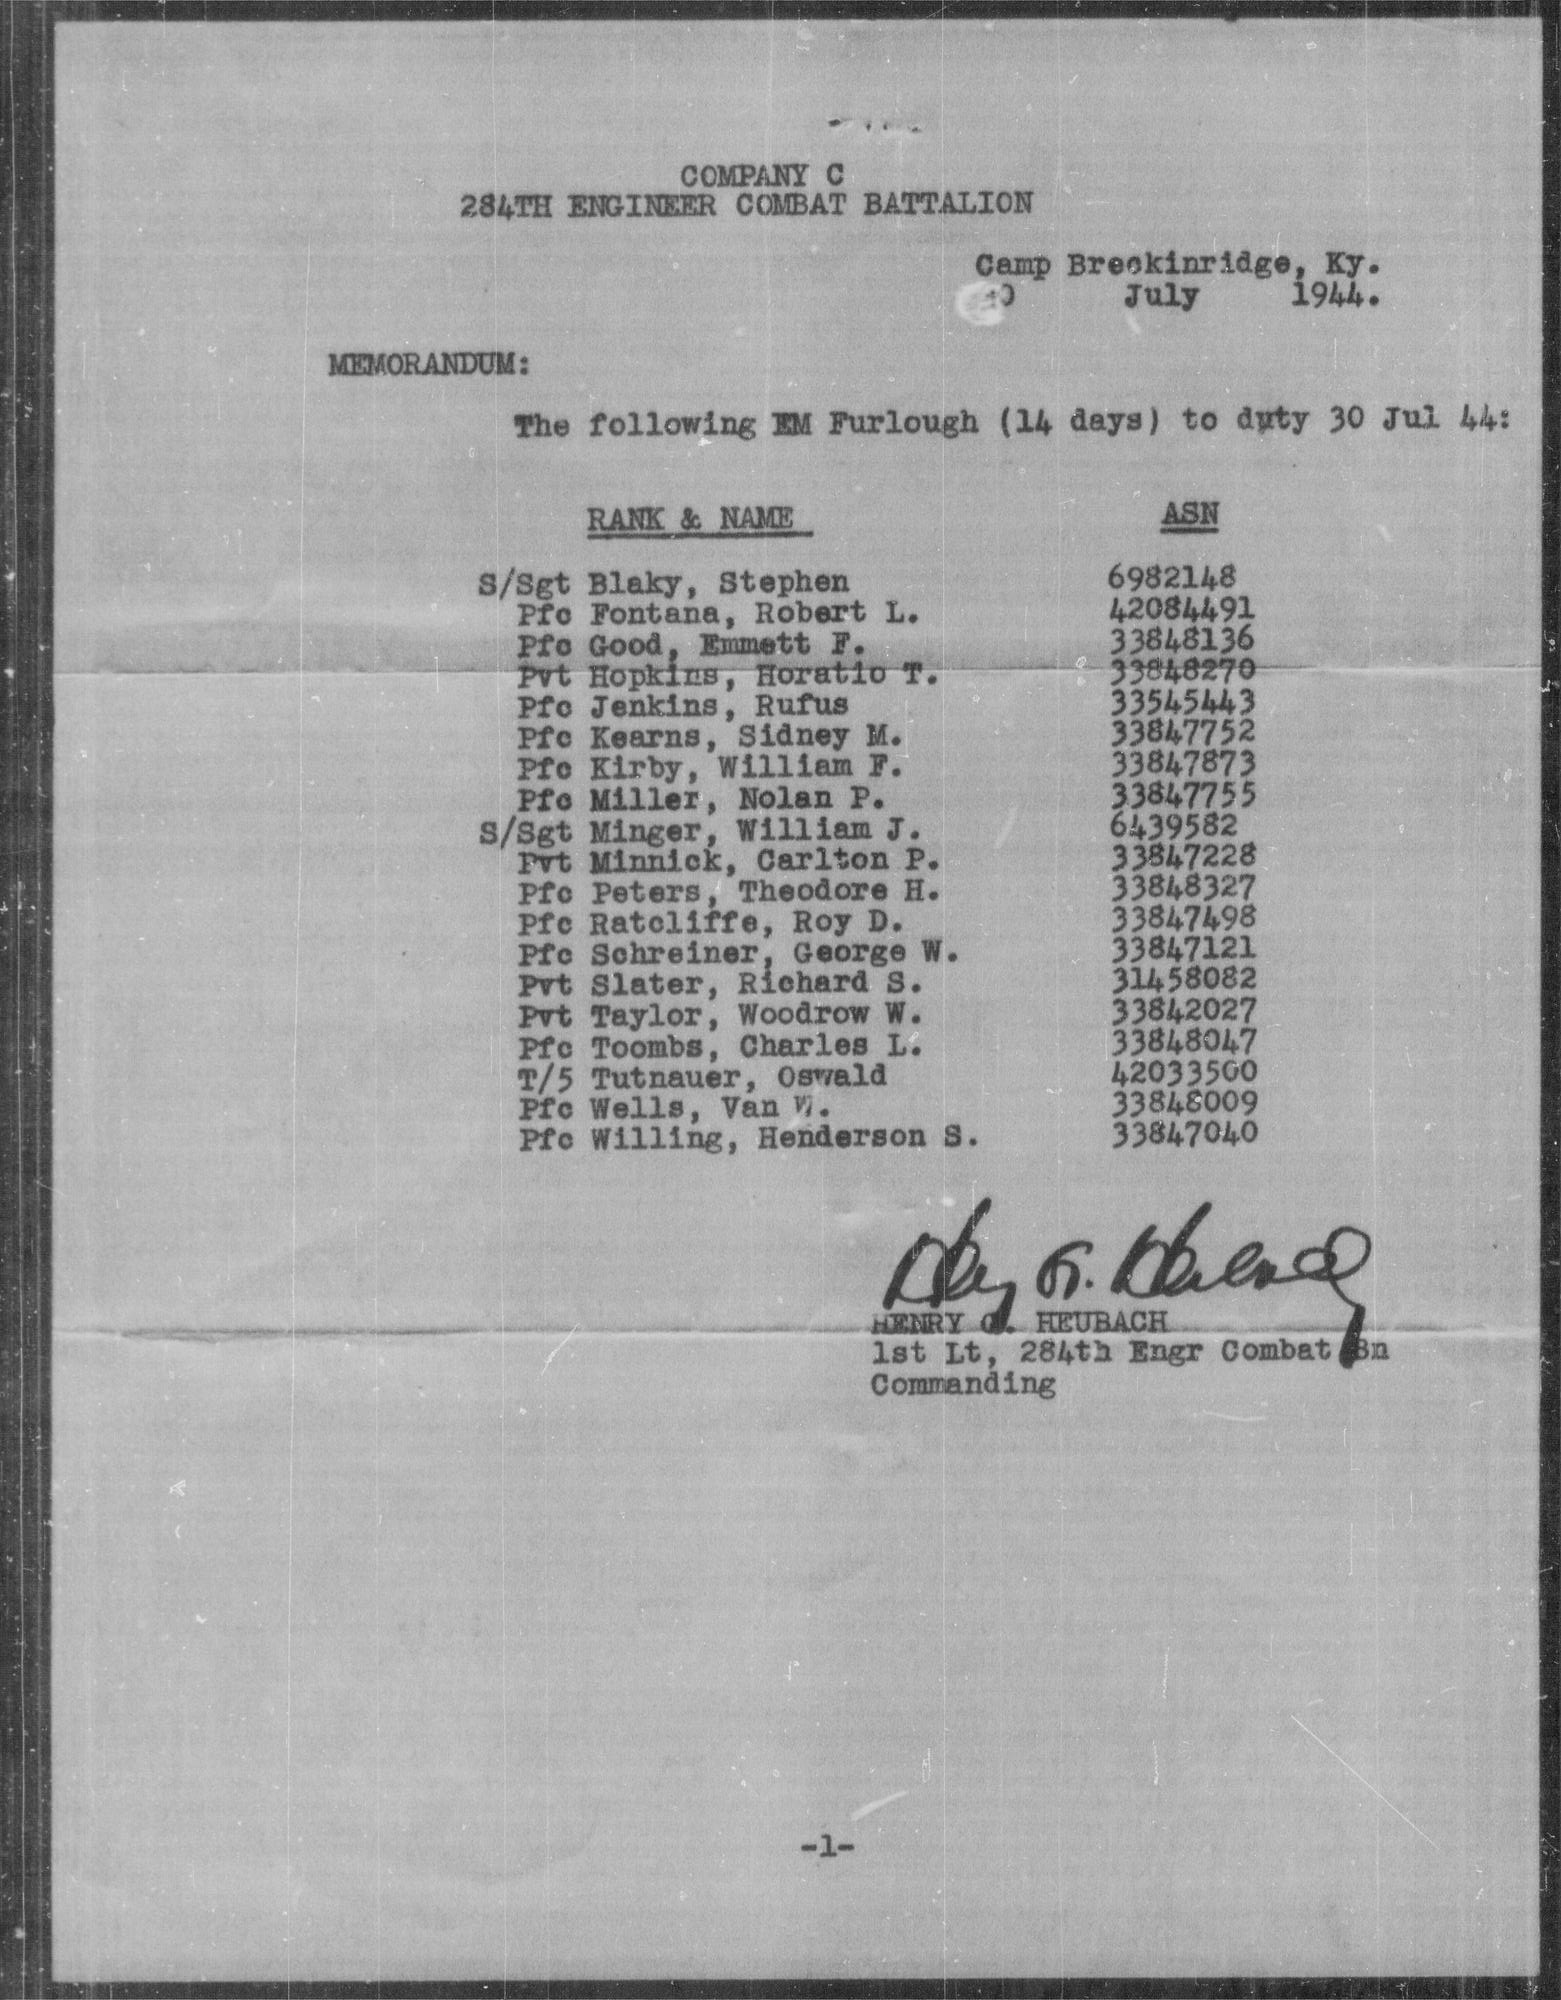 COMPANY C
284TH ENGINEER COMBAT BATTALION
Camp Breckinridge, Ky.
July 1944.
MEMORANDUM:
The following EM Furlough (14 days) to duty 30 Jul 44:
RANK & NAME ASN
S/Sgt Blaky, Stephen 6982148
Pfc Fontana, Robert L. 42084491
Pfc Good, Emmett F. 33848136
Pvt Hopkins, Horatio T. 33848270
Pfc Jenkins, Rufus 33545443
Pfc Kearns, Sidney M. 33847752
Pfc Kirby, William F. 33847873
Pfc Miller, Nolan P. 33847755
S/Sgt Minger, William J. 6439582
Pvt Minnick, Carlton P. 33847228
Pfc Peters, Theodore H. 33848327
Pfc Ratcliffe, Roy D. 33847498
Pfc Schreiner, George W. 33847121
Pvt Slater, Richard S. 31458082
Pvt Taylor, Woodrow W. 33842027
Pfc Toombs, Charles L. 33848047
T/5 Tutnauer, Oswald 42033500
Pfc Wells, Van W. 33848009
Pfc Willing, Henderson S. 33847040
HENRY G. HEUBACH
1st Lt, 284th Engr Combat Bn
Commanding
-1-